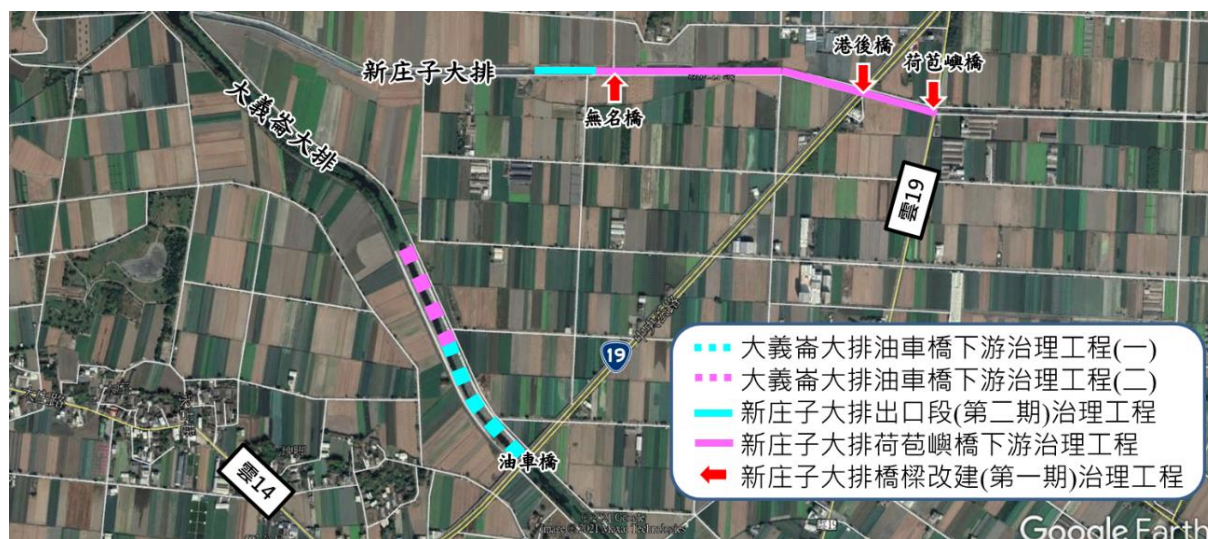 港後橋
荷苞嶼橋
新庄子大排
無名橋
大義崙大排
雲19
19
大義崙大排油車橋下游治理工程(一)
大義崙大排油車橋下游治理工程(二)
新庄子大排出口段(第二期)治理工程
新庄子大排荷苞嶼橋下游治理工程
新庄子大排橋樑改建(第一期)治理工程
油車橋
雲14
Google Earth